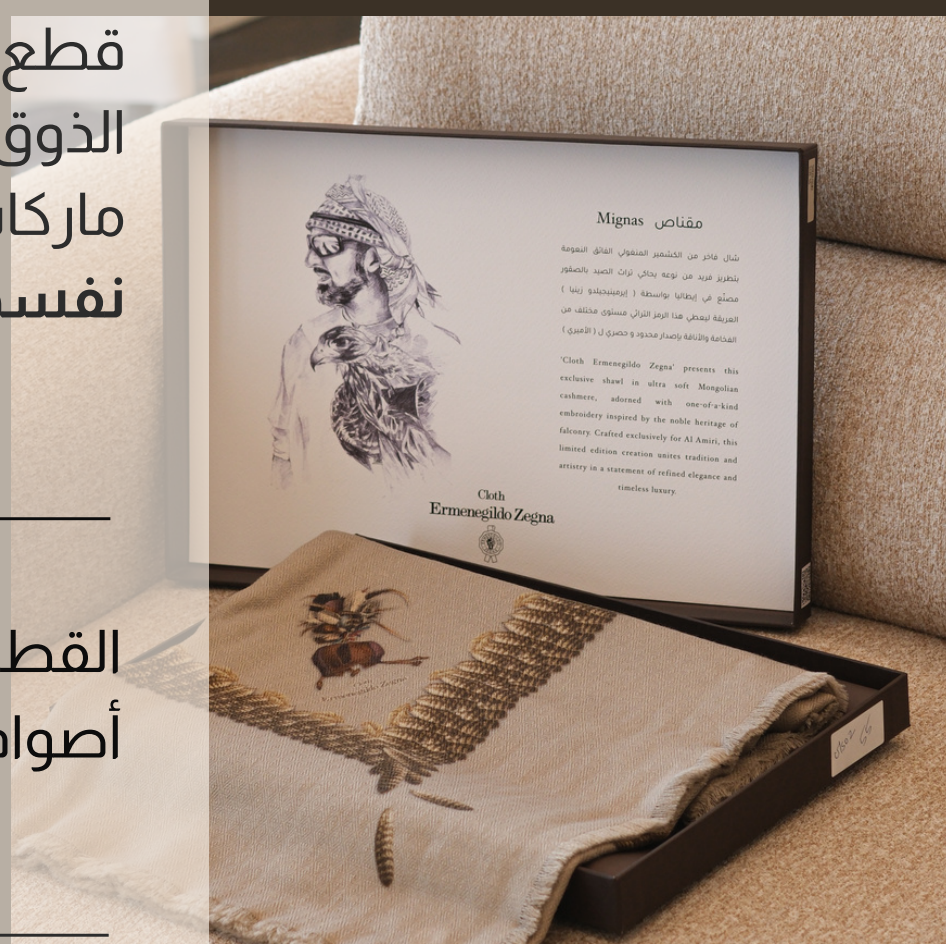 قطع
الذوق
نفس
القط
Mignas مقناص
شال فاخر من الكشمير المنغولي الفائق النعومة
بتطريز فريد من نوعه يحاكي تراث الصيد بالصقور
مصنّع في إيطاليا بواسطة ( إيرمينيجيلدو زينيا )
العريقة ليعطي هذا الرمز التراثي مستوى مختلف من
الفخامة والأناقة بإصدار محدود و حصري ل ( الأميري )
'Cloth Ermenegildo Zegna' presents this
exclusive shawl in ultra soft Mongolian
cashmere, adorned with one-of-a-kind
embroidery inspired by the noble heritage of
falconry. Crafted exclusively for Al Amiri, this
limited edition creation unites tradition and
artistry in a statement of refined elegance and
timeless luxury.
Cloth
Ermenegildo Zegna
Cloth
Ermenegildo Zegna